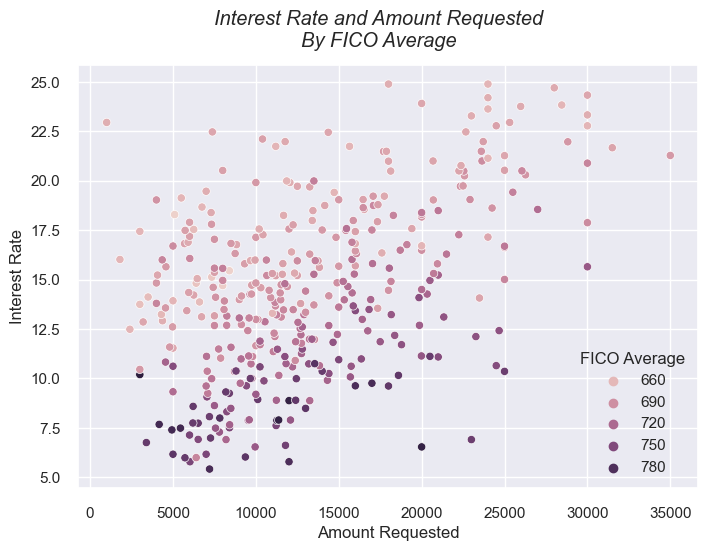 Interest Rate and Amount Requested
By FICO Average
25.0
22.5
20.0
17.5
15.0
12.5
10.0
7.5
5.0
Interest Rate
FICO Average
660
690
720
750
780
0 5000 10000 15000 20000 25000 30000 35000
Amount Requested